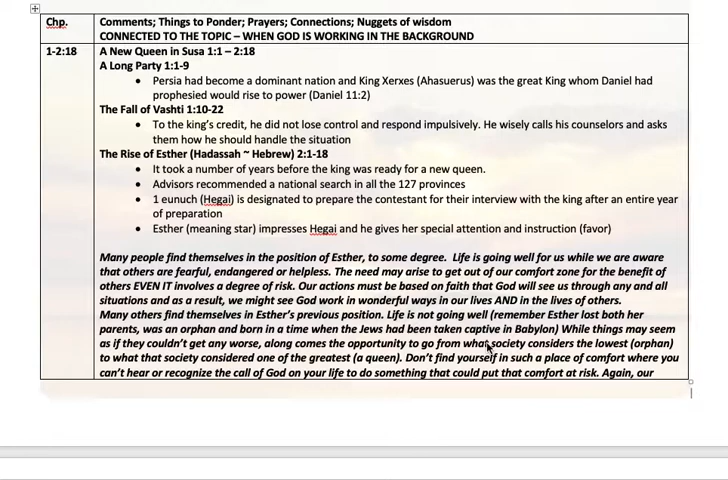 Chp.
Comments; Things to Ponder; Prayers; Connections; Nuggets of wisdom
CONNECTED TO THE TOPIC – WHEN GOD IS WORKING IN THE BACKGROUND
1-2:18
A New Queen in Susa 1:1 – 2:18
A Long Party 1:1-9
• Persia had become a dominant nation and King Xerxes (Ahasuerus) was the great King whom Daniel had
prophesied would rise to power (Daniel 11:2)
The Fall of Vashti 1:10-22
• To the king's credit, he did not lose control and respond impulsively. He wisely calls his counselors and asks
them how he should handle the situation
The Rise of Esther (Hadassah ~ Hebrew) 2:1-18
• It took a number of years before the king was ready for a new queen.
• Advisors recommended a national search in all the 127 provinces
• 1 eunuch (Hegai) is designated to prepare the contestant for their interview with the king after an entire year
of preparation
• Esther (meaning star) impresses Hegai and he gives her special attention and instruction (favor)
Many people find themselves in the position of Esther, to some degree. Life is going well for us while we are aware
that others are fearful, endangered or helpless. The need may arise to get out of our comfort zone for the benefit of
others EVEN IT involves a degree of risk. Our actions must be based on faith that God will see us through any and all
situations and as a result, we might see God work in wonderful ways in our lives AND in the lives of others.
Many others find themselves in Esther's previous position. Life is not going well (remember Esther lost both her
parents, was an orphan and born in a time when the Jews had been taken captive in Babylon) While things may seem
as if they couldn't get any worse, along comes the opportunity to go from what society considers the lowest (orphan)
to what that society considered one of the greatest (a queen). Don't find yourself in such a place of comfort where you
can't hear or recognize the call of God on your life to do something that could put that comfort at risk. Again, our